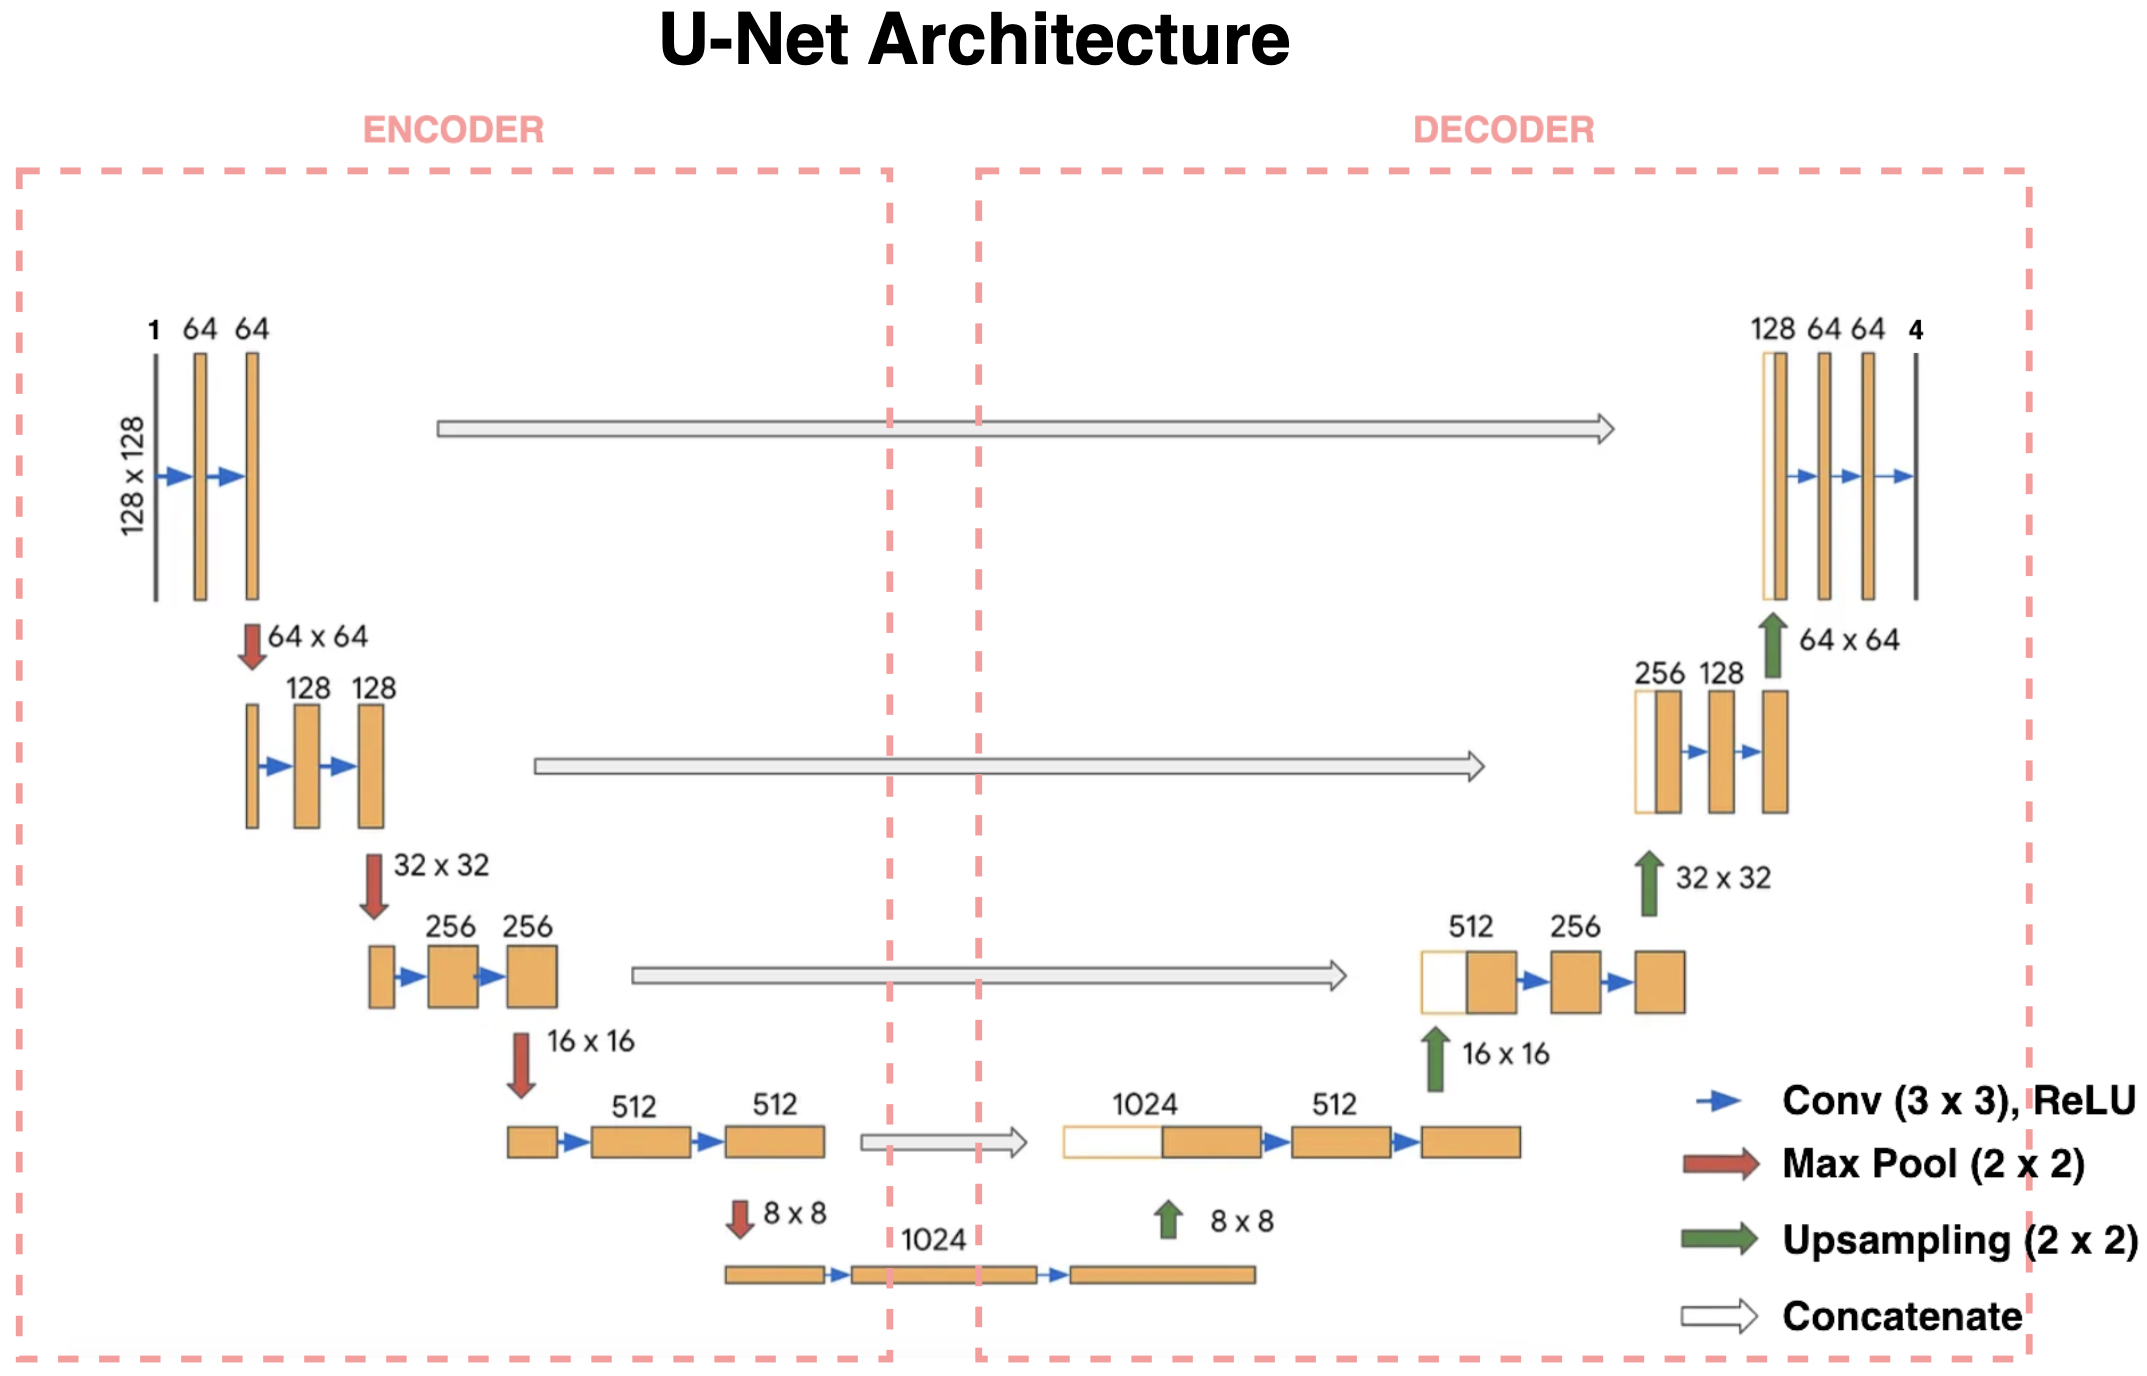 U-Net Architecture
ENCODER
DECODER
1 64 64
128 x 128
128 64 64 4
64 x 64
64 x 64
128 128
256 128
32 x 32
32 x 32
256 256
512 256
16 x 16
16 x 16
512 512
1024 512
8 x 8
8 x 8
1024
Conv (3 x 3), ReLU
Max Pool (2 x 2)
Upsampling (2 x 2)
Concatenate